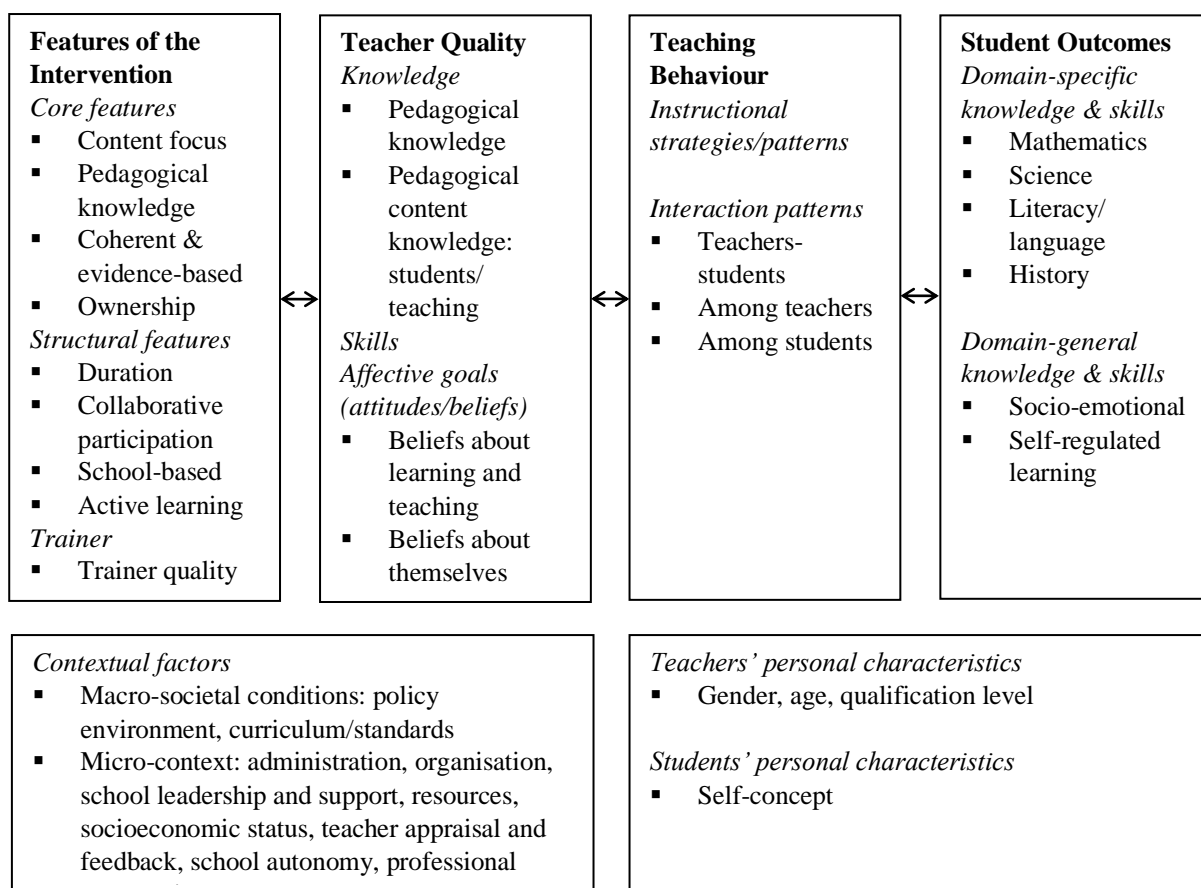 Features of the
Intervention
Core features
▪ Content focus
▪ Pedagogical
knowledge
▪ Coherent &
evidence-based
▪ Ownership
Structural features
▪ Duration
▪ Collaborative
participation
▪ School-based
▪ Active learning
Trainer
▪ Trainer quality
Teacher Quality
Knowledge
▪ Pedagogical
knowledge
▪ Pedagogical
content
knowledge:
students/
teaching
Skills
Affective goals
(attitudes/beliefs)
▪ Beliefs about
learning and
teaching
▪ Beliefs about
themselves
Teaching
Behaviour
Instructional
strategies/patterns
Interaction patterns
▪ Teachers-
students
▪ Among teachers
▪ Among students
Student Outcomes
Domain-specific
knowledge & skills
▪ Mathematics
▪ Science
▪ Literacy/
language
▪ History
Domain-general
knowledge & skills
▪ Socio-emotional
▪ Self-regulated
learning
Contextual factors
▪ Macro-societal conditions: policy
environment, curriculum/standards
▪ Micro-context: administration, organisation,
school leadership and support, resources,
socioeconomic status, teacher appraisal and
feedback, school autonomy, professional
Teachers’ personal characteristics
▪ Gender, age, qualification level
Students’ personal characteristics
▪ Self-concept